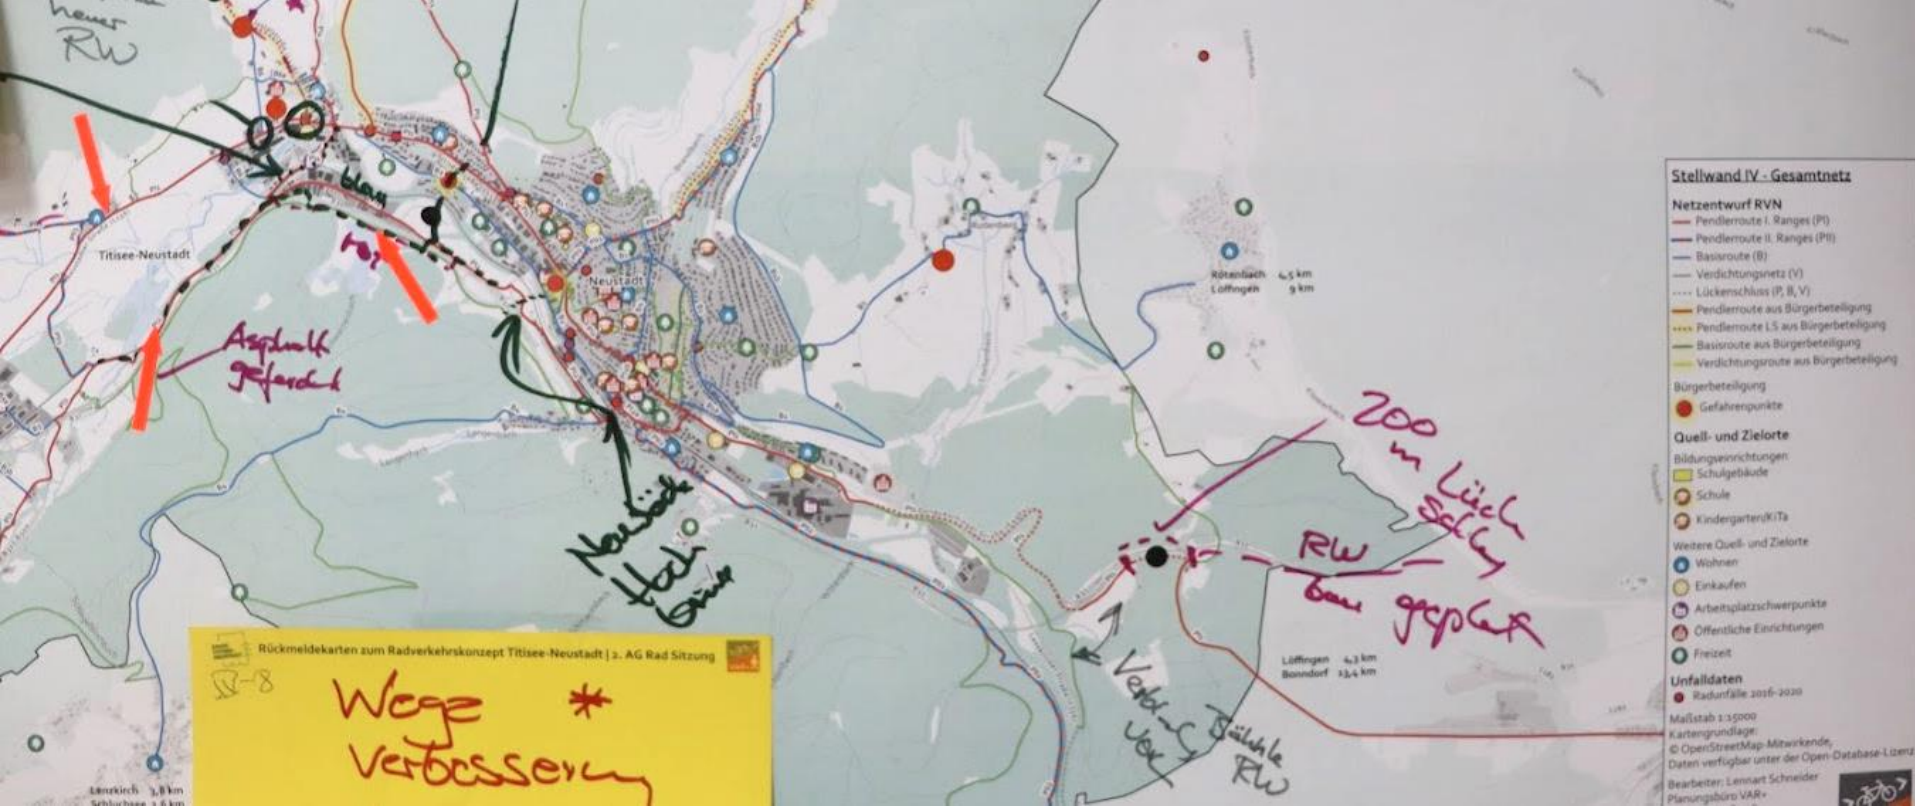 neuer
RW
Titisee-Neustadt
blau
rot
Asphalt
gefordert
Neustadt
Rötenbach 4,5 km
Löffingen 9 km
200
m Lück
Schluß
RW
bau geplant
Löffingen 4,3 km
Bonndorf 13,4 km
Verbindung
von
RW
Lenzkirch 3,8 km
Rückmeldekarten zum Radverkehrskonzept Titisee-Neustadt | 2. AG Rad Sitzung
IV-8
Wege *
Verbesserung
Stellwand IV - Gesamtnetz
Netzentwurf RVN
Pendlerroute I. Ranges (PI)
Pendlerroute II. Ranges (PII)
Basisroute (B)
Verdichtungsnetz (V)
Lückenschluss (P, B, V)
Pendlerroute aus Bürgerbeteiligung
Pendlerroute LS aus Bürgerbeteiligung
Basisroute aus Bürgerbeteiligung
Verdichtungsroute aus Bürgerbeteiligung
Bürgerbeteiligung
Gefahrenpunkte
Quell- und Zielorte
Bildungseinrichtungen
Schulgebäude
Schule
Kindergarten/KiTa
Weitere Quell- und Zielorte
Wohnen
Einkaufen
Arbeitsplatzschwerpunkte
Öffentliche Einrichtungen
Freizeit
Unfalldaten
Radunfälle 2016-2020
Maßstab 1:15000
Kartengrundlage:
© OpenStreetMap-Mitwirkende,
Daten verfügbar unter der Open-Database-Lizenz
Bearbeiter: Lennart Schneider
Planungsbüro VAR+